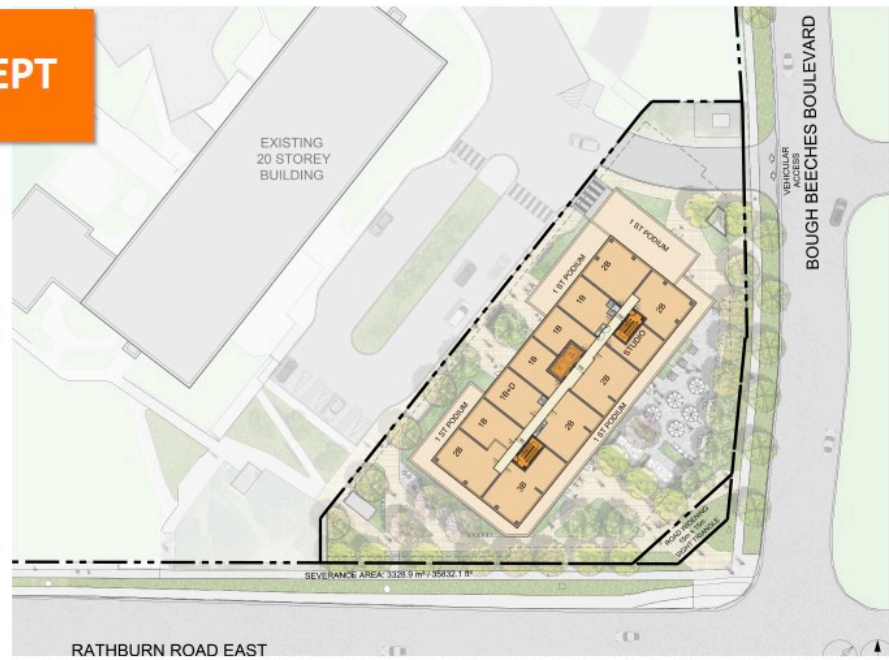 EPT
EXISTING
20 STOREY
BUILDING
BOUGH BEECHES BOULEVARD
VEHICULAR
ACCESS
1 ST PODIUM
1 ST PODIUM
2B
1B
2B
1B
STUDIO
1B
2B
1B+D
1 ST PODIUM
1B
2B
1 ST PODIUM
2B
3B
ROAD WIDENING
15m x 15m
SIGHT TRIANGLE
SEVERANCE AREA: 3328.9 m² / 35832.1 ft²
RATHBURN ROAD EAST